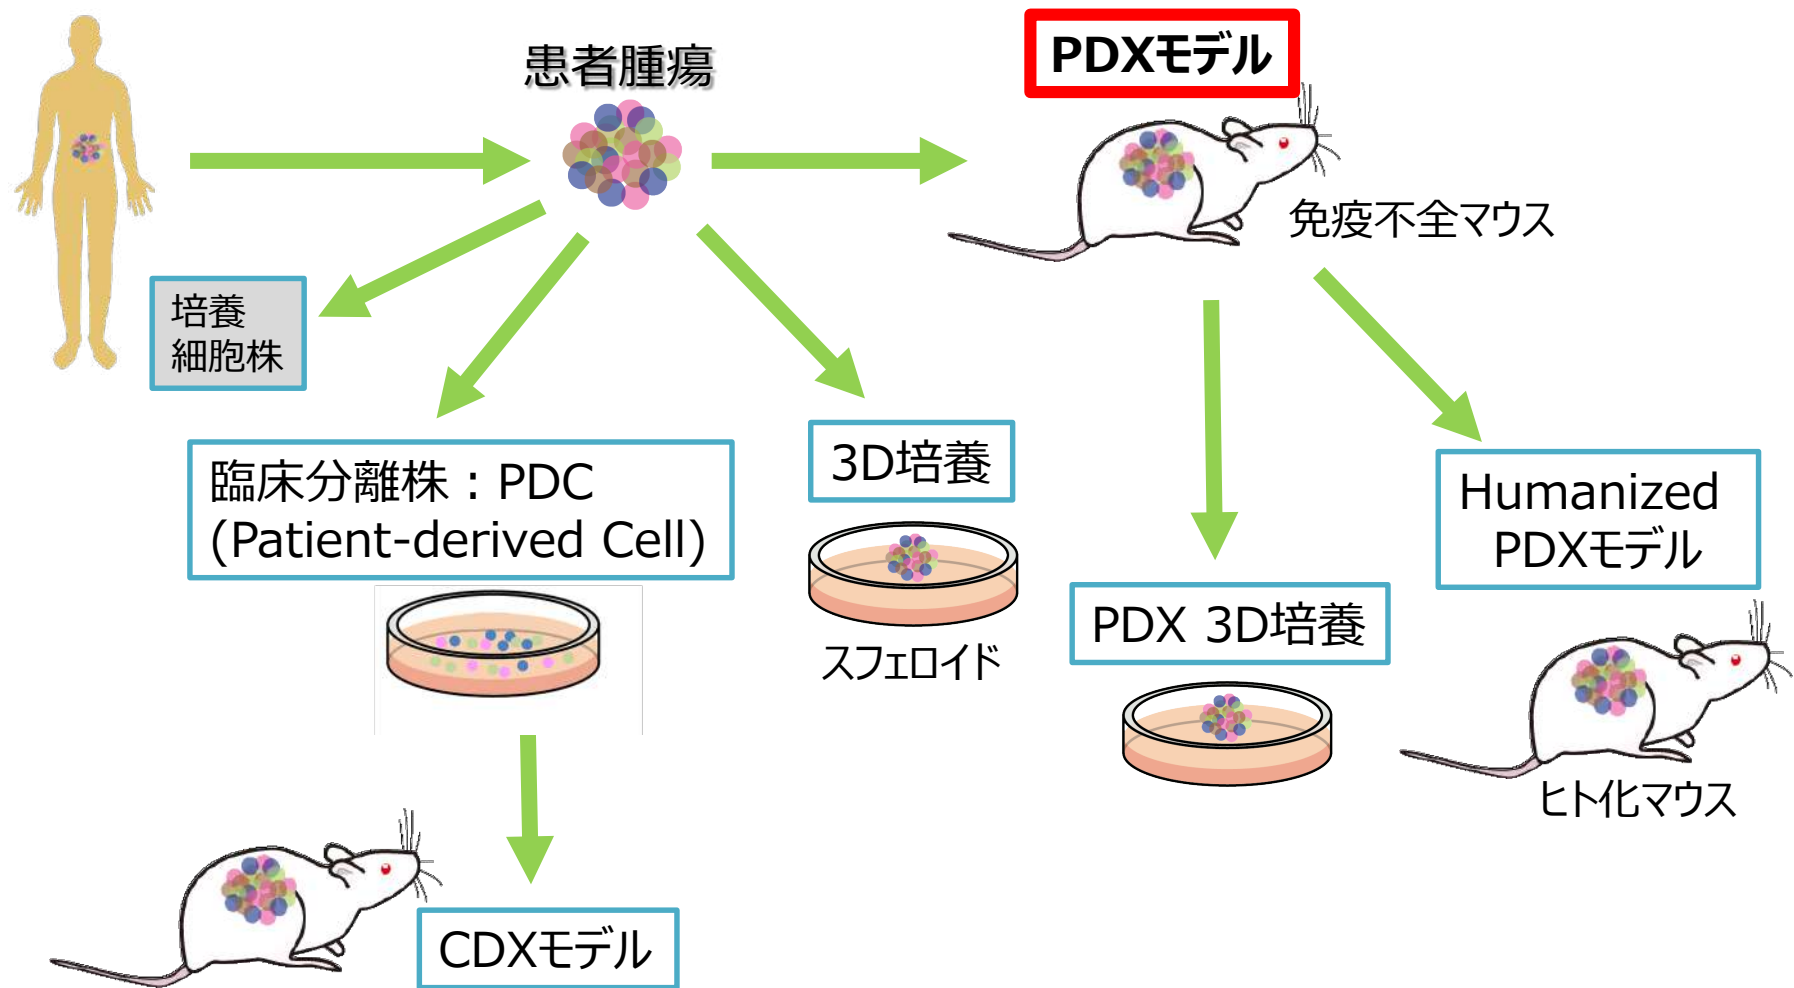 患者腫瘍
PDXモデル
免疫不全マウス
培養
細胞株
臨床分離株：PDC
(Patient-derived Cell)
3D培養
スフェロイド
PDX 3D培養
Humanized
PDXモデル
ヒト化マウス
CDXモデル